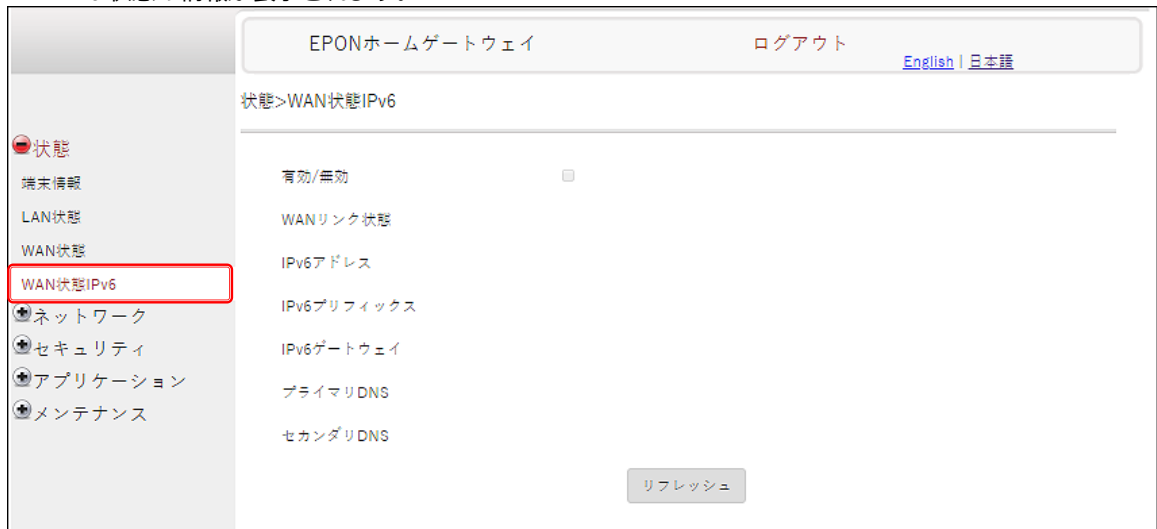 EPONホームゲートウェイ
ログアウト
English | 日本語
状態>WAN状態IPv6
状態
端末情報
LAN状態
WAN状態
WAN状態IPv6
ネットワーク
セキュリティ
アプリケーション
メンテナンス
有効/無効
WANリンク状態
IPv6アドレス
IPv6プリフィックス
IPv6ゲートウェイ
プライマリDNS
セカンダリDNS
リフレッシュ